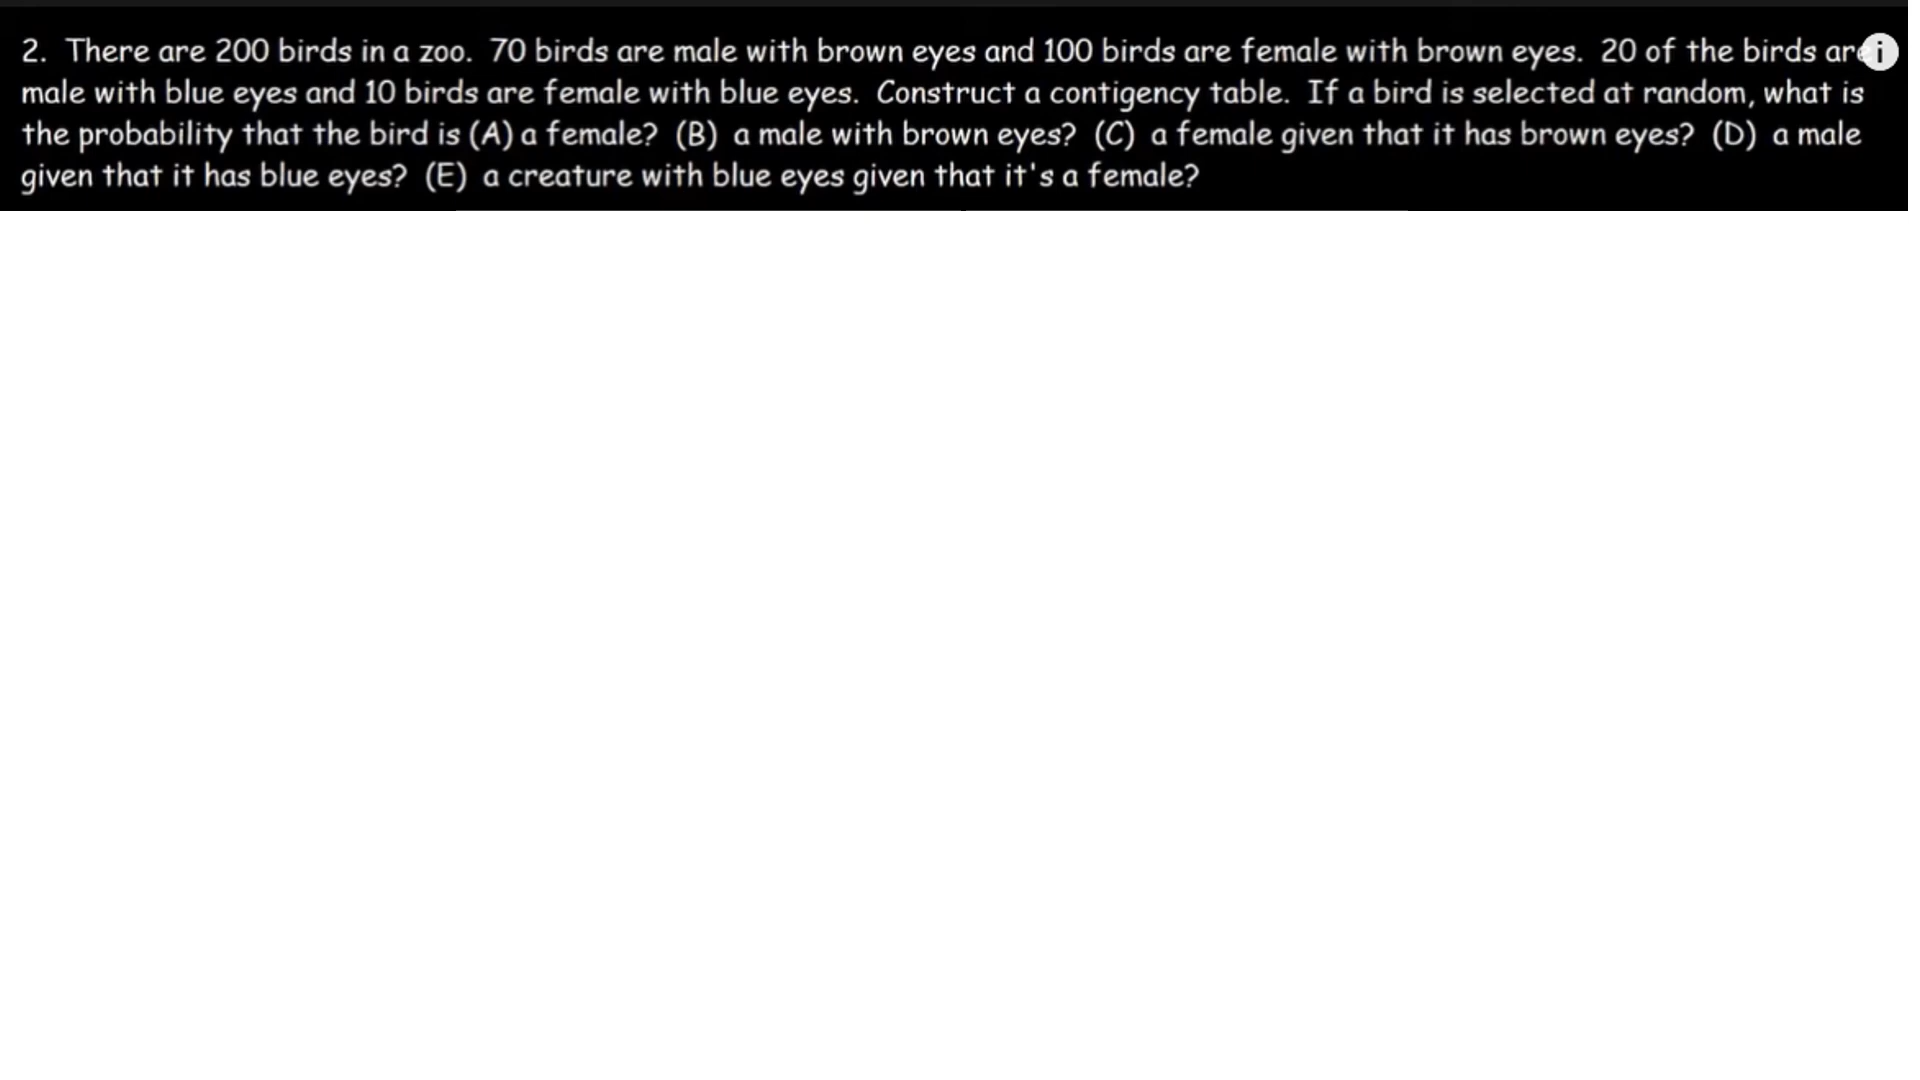 2. There are 200 birds in a zoo. 70 birds are male with brown eyes and 100 birds are female with brown eyes. 20 of the birds are
male with blue eyes and 10 birds are female with blue eyes. Construct a contigency table. If a bird is selected at random, what is
the probability that the bird is (A) a female? (B) a male with brown eyes? (C) a female given that it has brown eyes? (D) a male
given that it has blue eyes? (E) a creature with blue eyes given that it's a female?